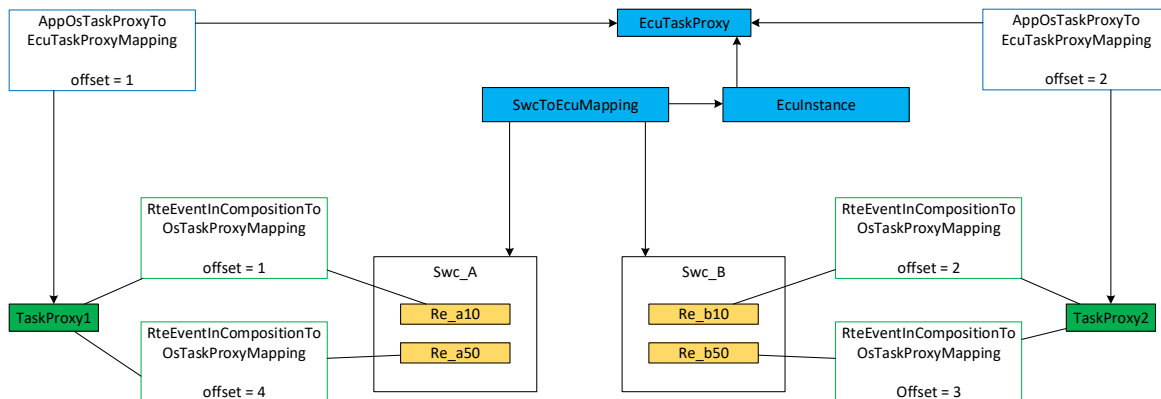 AppOsTaskProxyTo
EcuTaskProxyMapping
offset = 1
EcuTaskProxy
AppOsTaskProxyTo
EcuTaskProxyMapping
offset = 2
SwcToEcuMapping
EcuInstance
RteEventInCompositionTo
OsTaskProxyMapping
offset = 1
Swc_A
Swc_B
RteEventInCompositionTo
OsTaskProxyMapping
offset = 2
TaskProxy1
Re_a10
Re_b10
TaskProxy2
RteEventInCompositionTo
OsTaskProxyMapping
offset = 4
Re_a50
Re_b50
RteEventInCompositionTo
OsTaskProxyMapping
Offset = 3